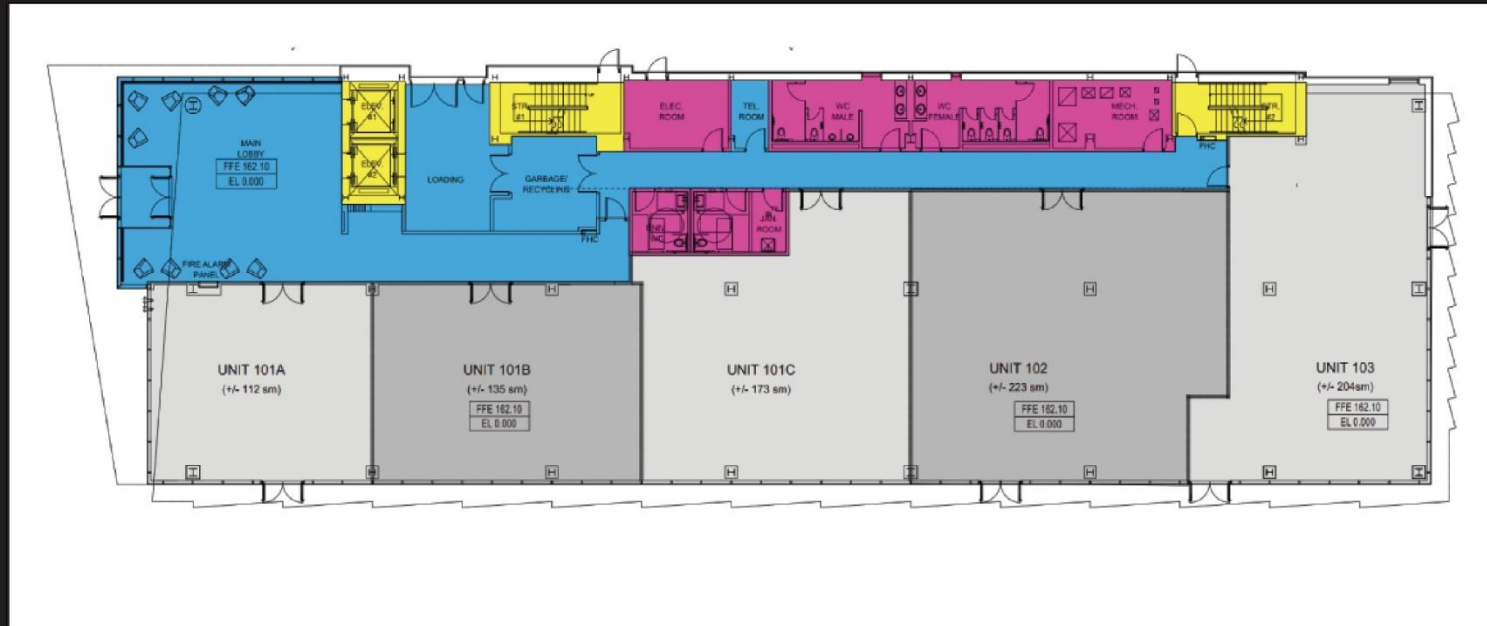 ELEV.
#1
STR.
#1
ELEC.
ROOM
TEL.
ROOM
WC
MALE
WC
FEMALE
MECH.
ROOM
STR.
#2
MAIN
LOBBY
FFE 162.10
EL 0.000
ELEV.
#2
LOADING
GARBAGE/
RECYCLING
FHC
FHC
UNIV.
WC
JAN.
ROOM
FIRE ALARM
PANEL
UNIT 101A
(+/- 112 sm)
UNIT 101B
(+/- 135 sm)
FFE 162.10
EL 0.000
UNIT 101C
(+/- 173 sm)
UNIT 102
(+/- 223 sm)
FFE 162.10
EL 0.000
UNIT 103
(+/- 204sm)
FFE 162.10
EL 0.000